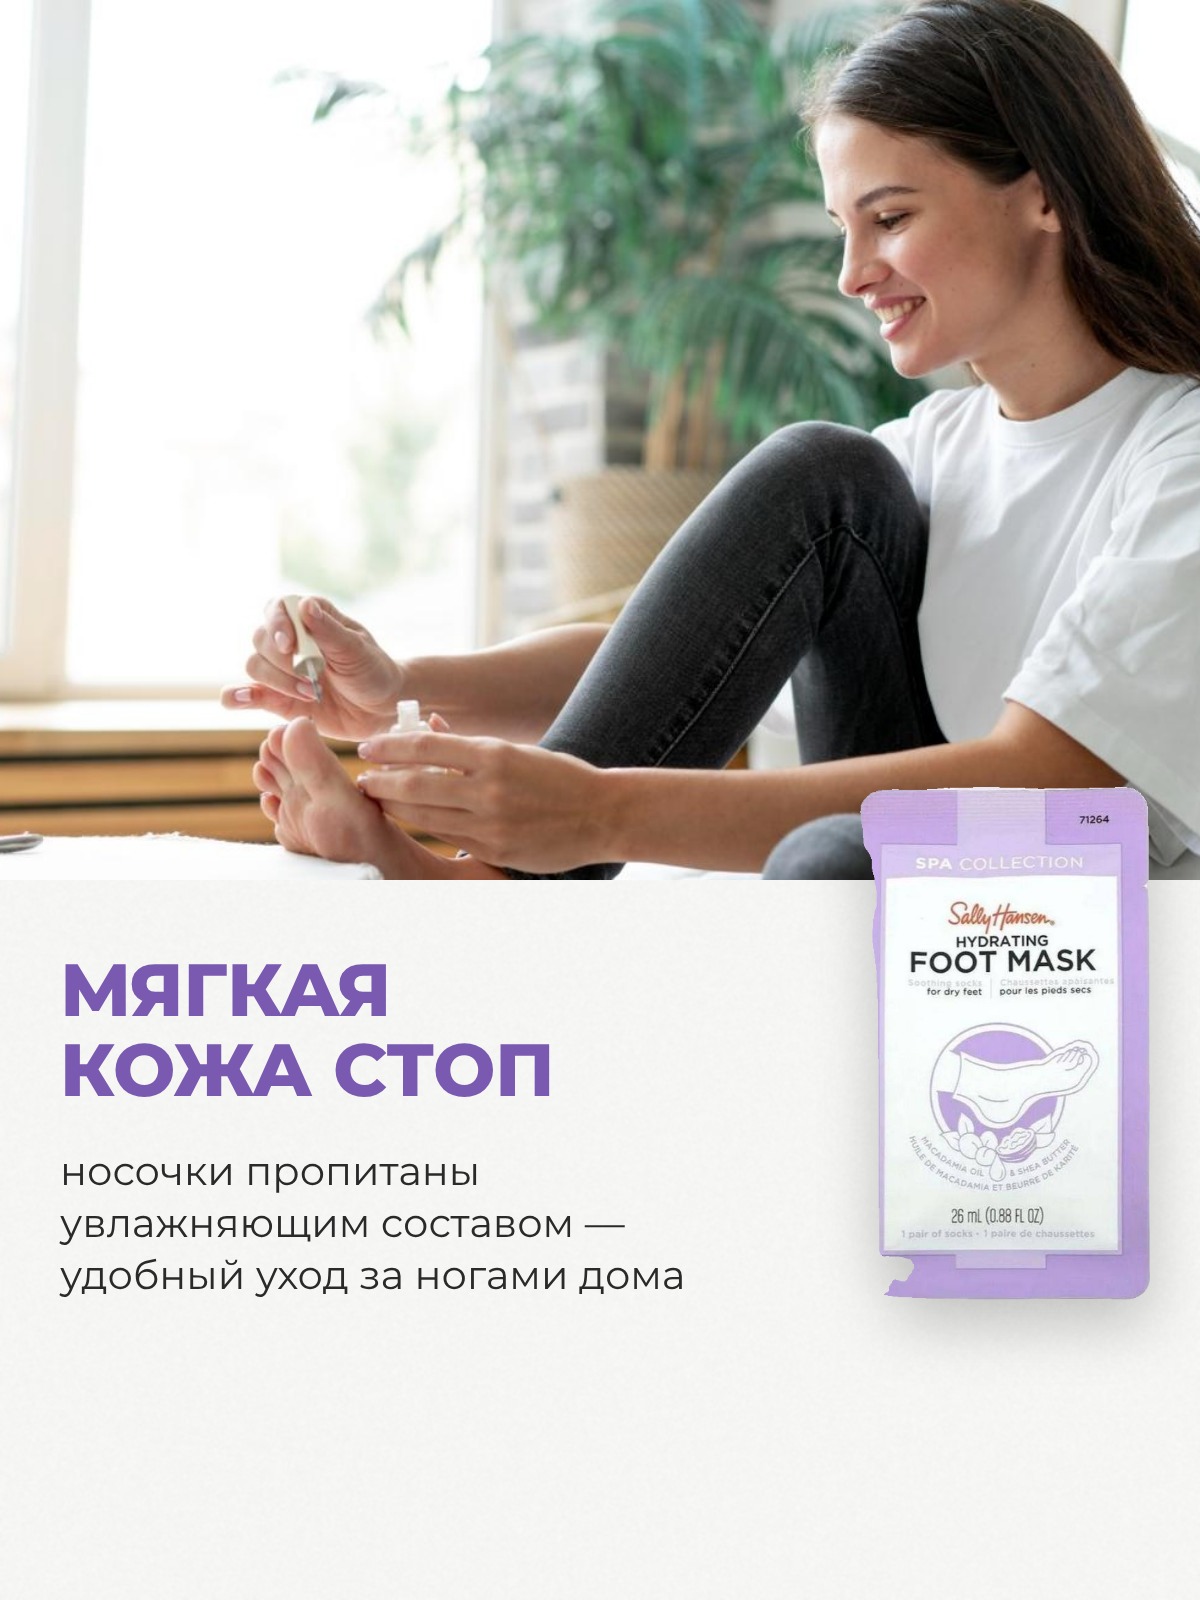 71264
SPA COLLECTION
Sally Hansen
HYDRATING
FOOT MASK
Soothing socks
for dry feet
Chaussettes apaisantes
pour les pieds secs
MACADAMIA OIL & SHEA BUTTER
HUILE DE MACADAMIA ET BEURRE DE KARITÉ
26 mL (0.88 FL OZ)
1 pair of socks • 1 paire de chaussettes
МЯГКАЯ
КОЖА СТОП
носочки пропитаны
увлажняющим составом —
удобный уход за ногами дома